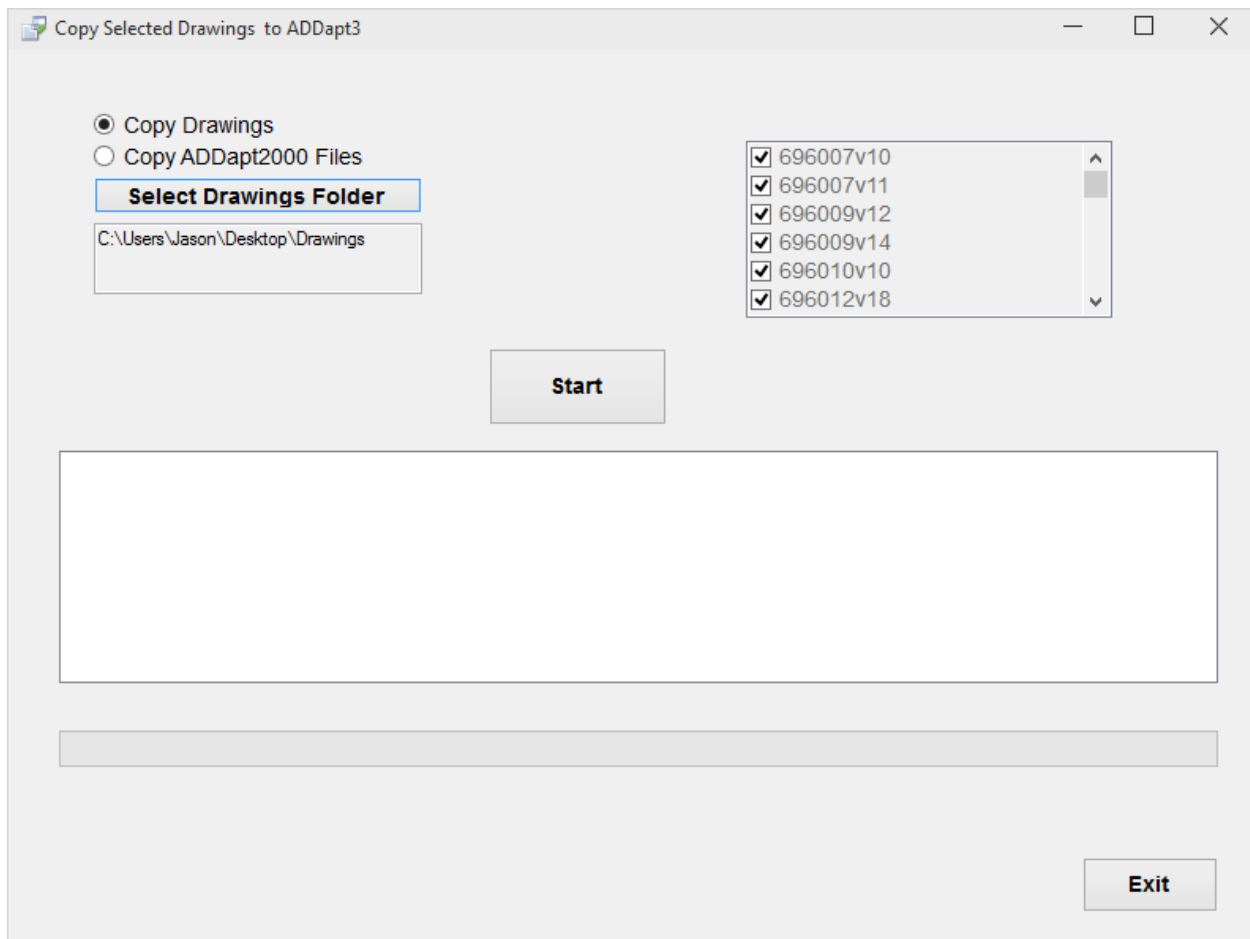 Copy Selected Drawings to ADDapt3
Copy Drawings
Copy ADDapt2000 Files
Select Drawings Folder
C:\Users\Jason\Desktop\Drawings
696007v10
696007v11
696009v12
696009v14
696010v10
696012v18
Start
Exit